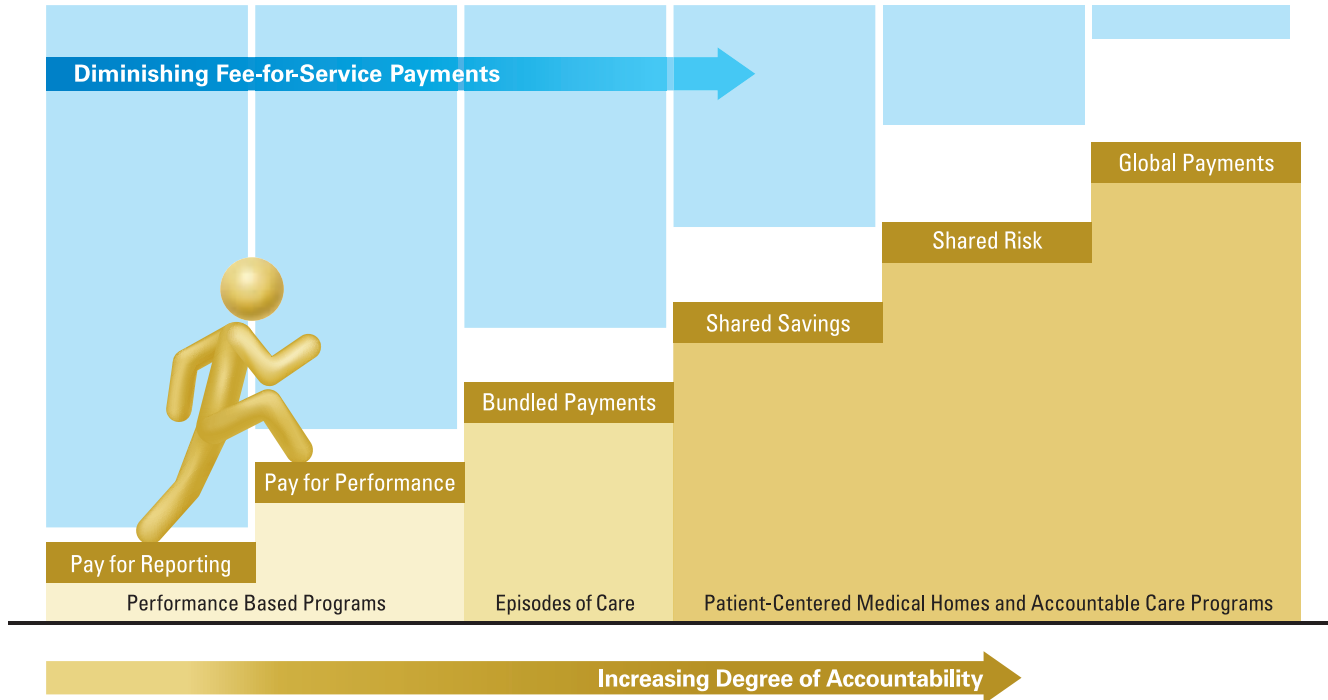 Diminishing Fee-for-Service Payments
Global Payments
Shared Risk
Shared Savings
Bundled Payments
Pay for Performance
Pay for Reporting
Performance Based Programs
Episodes of Care
Patient-Centered Medical Homes and Accountable Care Programs
Increasing Degree of Accountability